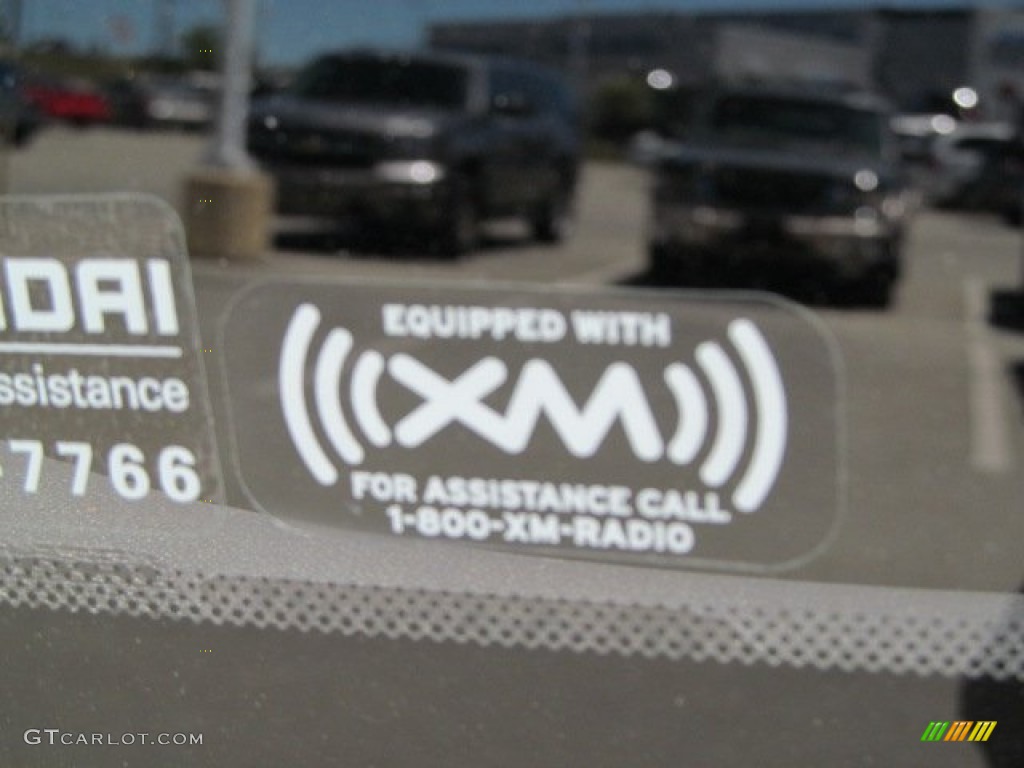 DAI
ssistance
-7766
EQUIPPED WITH
XM
FOR ASSISTANCE CALL
1-800-XM-RADIO
GTCARLOT.COM